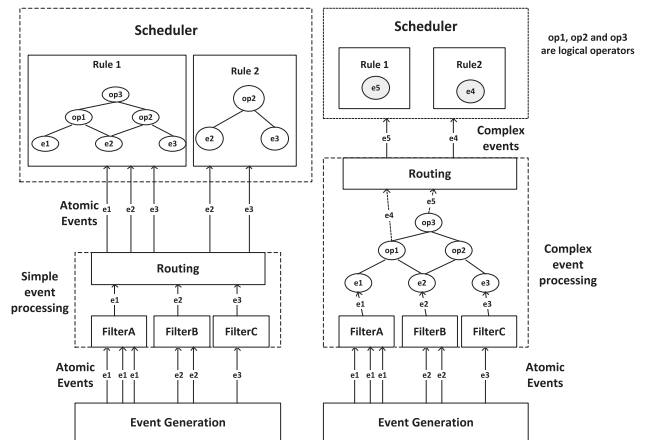 Scheduler
Rule 1
op3
op1
op2
e1
e2
e3
Rule 2
op2
e2
e3
Atomic
Events
e1
e2
e3
e2
e3
Simple
event
processing
Routing
e1
e2
e3
FilterA
FilterB
FilterC
Atomic
Events
e1
e1
e1
e2
e2
e3
Event Generation
Scheduler
Rule 1
e5
Rule2
e4
op1, op2 and op3
are logical operators
e5
e4
Complex
events
Routing
e4
e5
op3
op1
op2
e1
e2
e3
e1
e2
e3
Complex
event
processing
FilterA
FilterB
FilterC
e1
e1
e1
e2
e2
e3
Atomic
Events
Event Generation